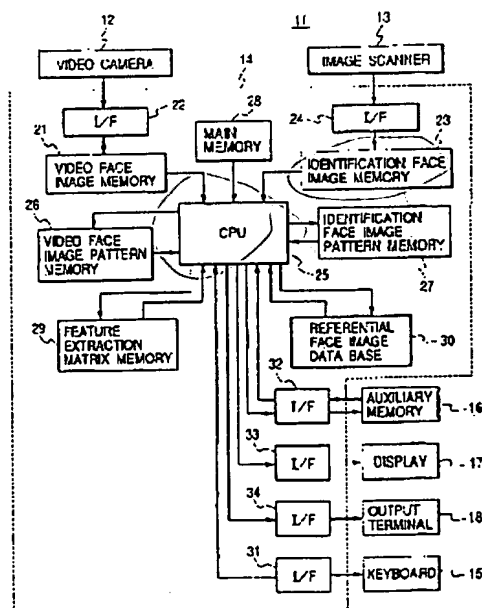 11
12
13
VIDEO CAMERA
14
IMAGE SCANNER
22
I/F
28
24
I/F
23
21
MAIN
MEMORY
VIDEO FACE
IMAGE MEMORY
IDENTIFICATION FACE
IMAGE MEMORY
26
VIDEO FACE
IMAGE PATTERN
MEMORY
CPU
25
IDENTIFICATION
FACE IMAGE
PATTERN MEMORY
27
29
FEATURE
EXTRACTION
MATRIX MEMORY
REFERENTIAL
FACE IMAGE
DATA BASE
30
32
I/F
AUXILIARY
MEMORY
16
33
I/F
DISPLAY
17
34
I/F
OUTPUT
TERMINAL
18
31
I/F
KEYBOARD
15